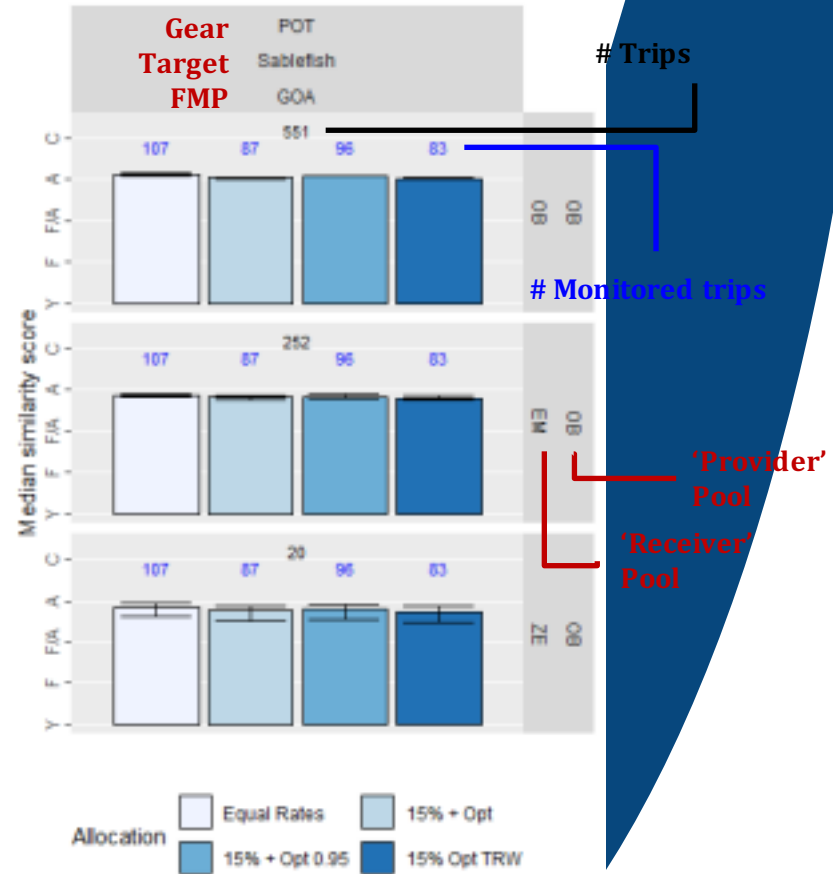 Gear POT
Target Sablefish
FMP GOA
# Trips
551
107 87 96 83
C
A
F/A
F
Y
OB OB
# Monitored trips
252
107 87 96 83
C
A
F/A
F
Y
EM OB
Median similarity score
'Provider'
Pool
'Receiver'
Pool
20
107 87 96 83
C
A
F/A
F
Y
ZE OB
Allocation
Equal Rates
15% + Opt
15% + Opt 0.95
15% Opt TRW